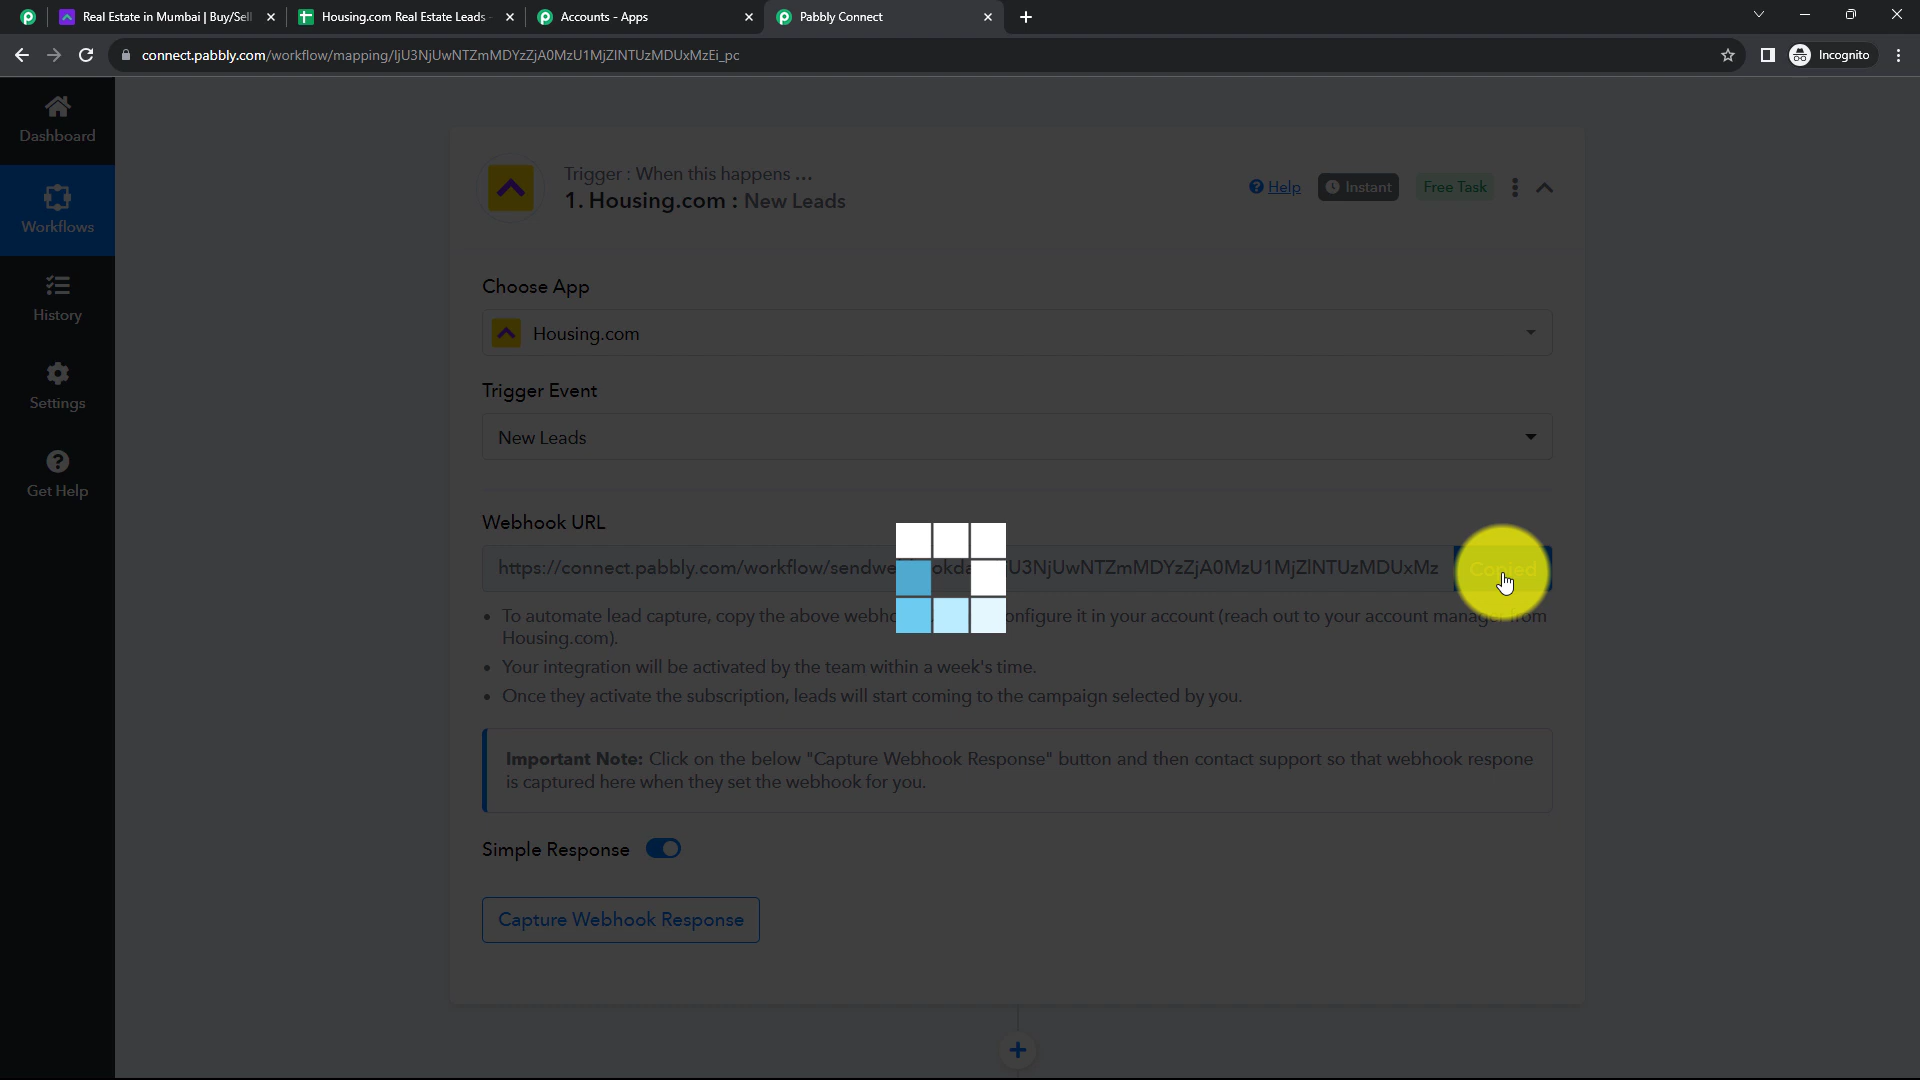 Real Estate in Mumbai | Buy/Sell
Housing.com Real Estate Leads -
Accounts - Apps
Pabbly Connect
connect.pabbly.com/workflow/mapping/IjU3NjUwNTZmMDYzZjA0MzU1MjZlNTUzMDUxMzEi_pc
Incognito
Dashboard
Workflows
History
Settings
Get Help
Trigger : When this happens ...
1. Housing.com : New Leads
Help
Instant
Free Task
Choose App
Housing.com
Trigger Event
New Leads
Webhook URL
https://connect.pabbly.com/workflow/sendwe okda U3NjUwNTZmMDYzZjA0MzU1MjZlNTUzMDUxMz
Copied
To automate lead capture, copy the above webho onfigure it in your account (reach out to your account manager from
Housing.com).
Your integration will be activated by the team within a week's time.
Once they activate the subscription, leads will start coming to the campaign selected by you.
Important Note: Click on the below "Capture Webhook Response" button and then contact support so that webhook respone
is captured here when they set the webhook for you.
Simple Response
Capture Webhook Response